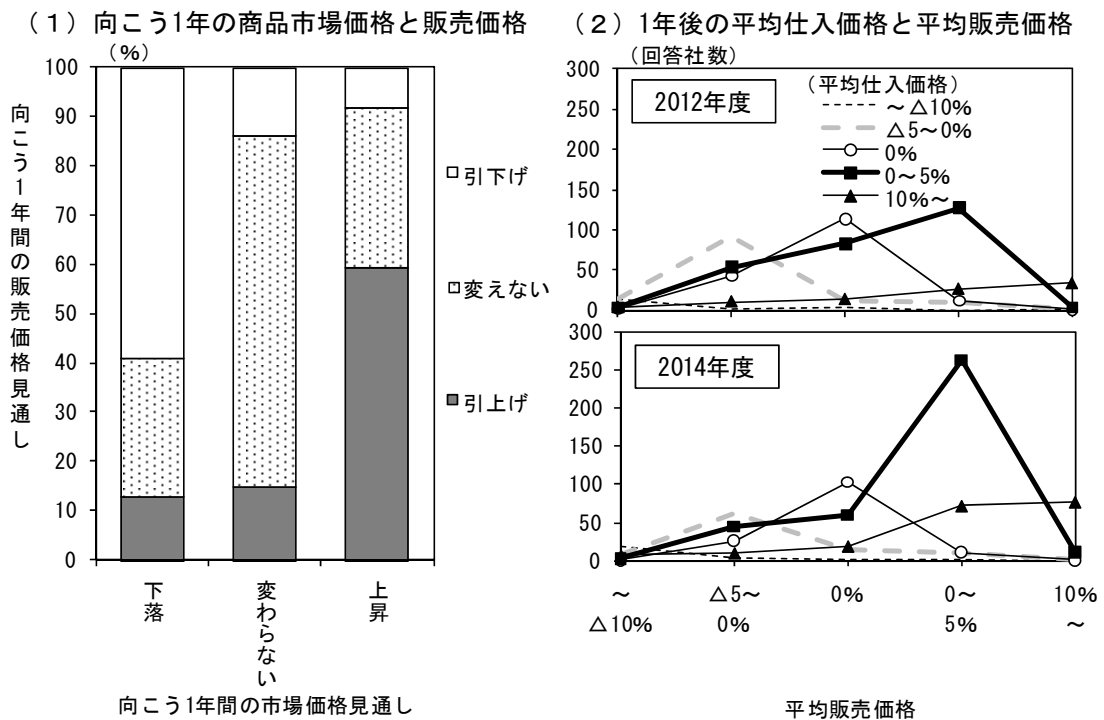 （１）向こう1年の商品市場価格と販売価格
（％）
100
90
80
70
60
50
40
30
20
10
0
向こう1年間の販売価格見通し
引下げ
変えない
引上げ
下落
変わらない
上昇
向こう1年間の市場価格見通し
（２）1年後の平均仕入価格と平均販売価格
（回答社数）
300
250
200
150
100
50
0
2012年度
（平均仕入価格）
～△10%
△5～0%
0%
0～5%
10%～
300
250
200
150
100
50
0
2014年度
～
△10%
△5～
0%
0%
0～
5%
10%
～
平均販売価格